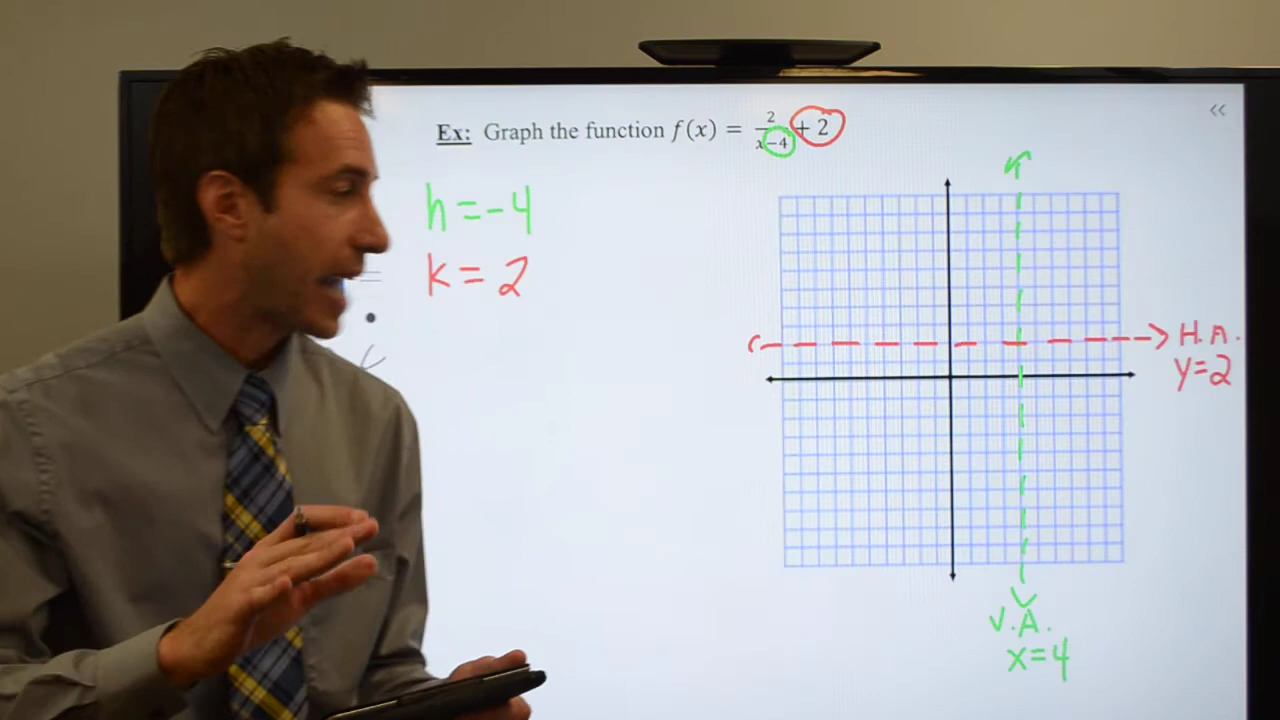 Ex: Graph the function f(x) = 2/(x-4) + 2
h = -4
k = 2
H.A.
y=2
V.A.
x=4